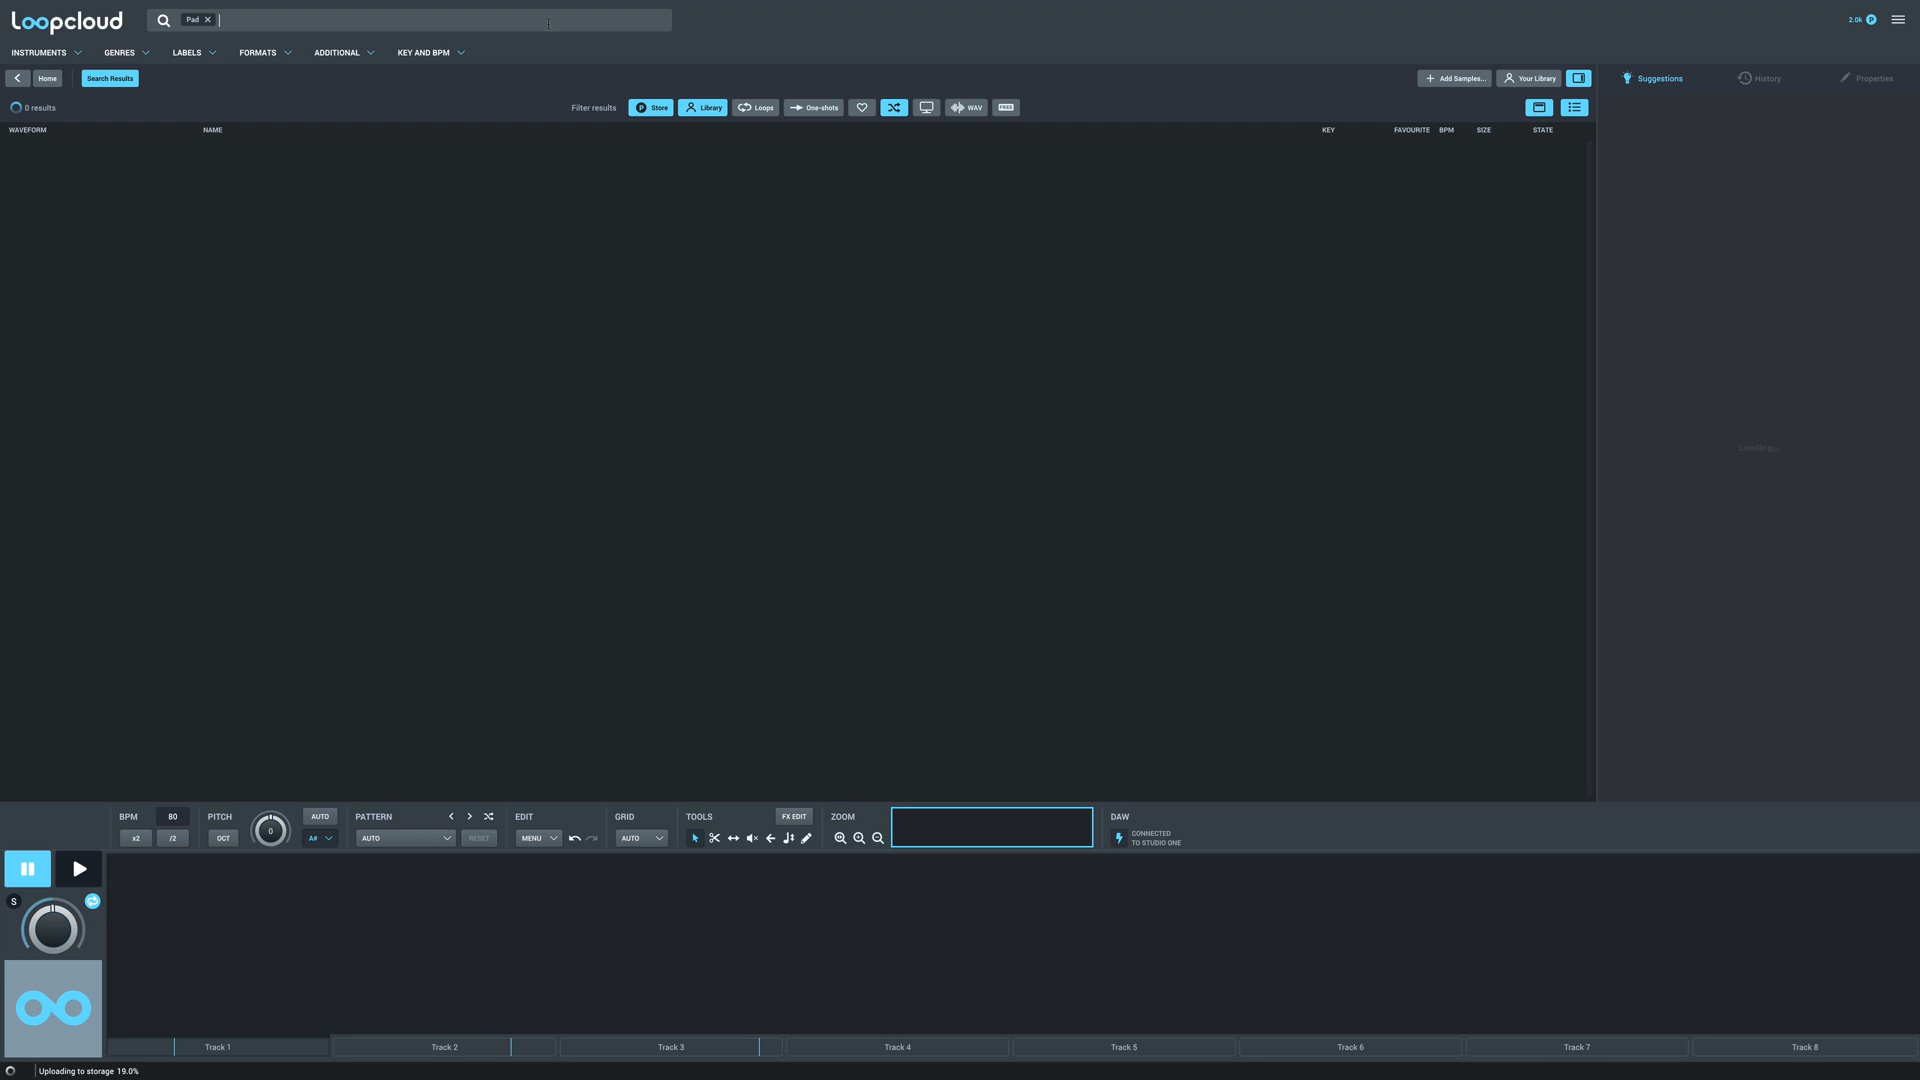 Loopcloud
Pad
2.0k P
INSTRUMENTS GENRES LABELS FORMATS ADDITIONAL KEY AND BPM
Home Search Results + Add Samples... Your Library Suggestions History Properties
0 results Filter results P Store Library Loops One-shots WAV FREE
WAVEFORM NAME KEY FAVOURITE BPM SIZE STATE
Loading...
BPM 80 PITCH AUTO PATTERN EDIT GRID TOOLS FX EDIT ZOOM DAW
x2 /2 OCT 0 A# AUTO RESET MENU AUTO CONNECTED
TO STUDIO ONE
S
Track 1 Track 2 Track 3 Track 4 Track 5 Track 6 Track 7 Track 8
Uploading to storage 19.0%